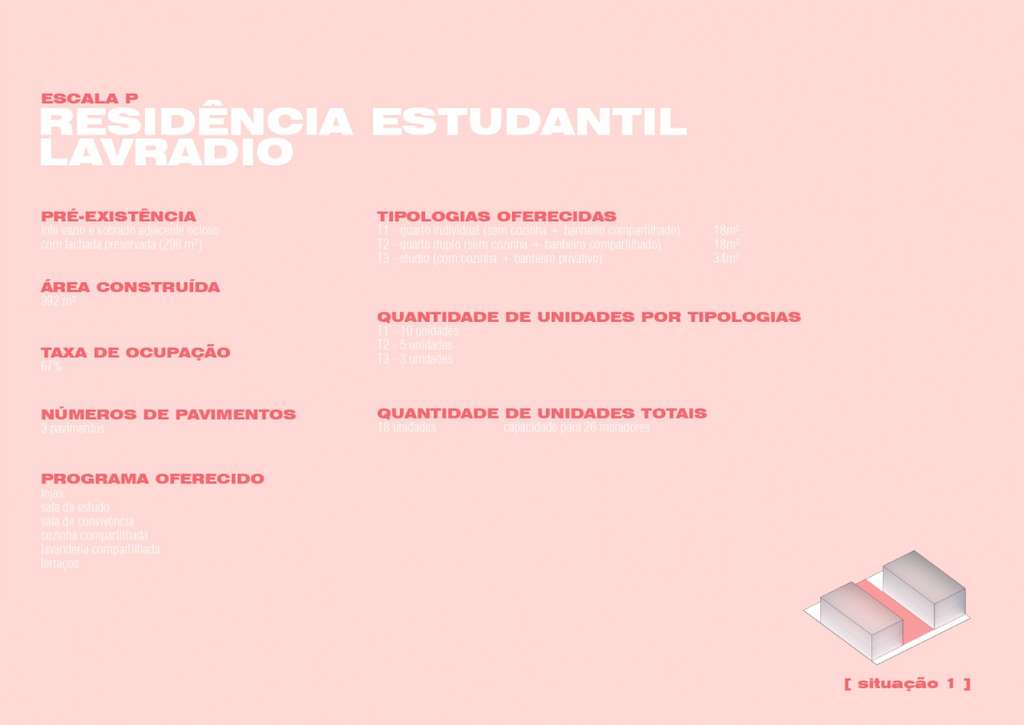 ESCALA P
RESIDÊNCIA ESTUDANTIL
LAVRADIO
PRÉ-EXISTÊNCIA
lote vazio e sobrado adjacente ocioso
com fachada preservada (298 m²)
ÁREA CONSTRUÍDA
992 m²
TAXA DE OCUPAÇÃO
67%
NÚMEROS DE PAVIMENTOS
3 pavimentos
PROGRAMA OFERECIDO
lojas
sala de estudo
sala de convivência
cozinha compartilhada
lavanderia compartilhada
terraços
TIPOLOGIAS OFERECIDAS
T1 - quarto individual (sem cozinha + banheiro compartilhado) 18m²
T2 - quarto duplo (sem cozinha + banheiro compartilhado) 18m²
T3 - studio (com cozinha + banheiro privativo) 34m²
QUANTIDADE DE UNIDADES POR TIPOLOGIAS
T1 - 10 unidades
T2 - 5 unidades
T3 - 3 unidades
QUANTIDADE DE UNIDADES TOTAIS
18 unidades capacidade para 26 moradores
[ situação 1 ]